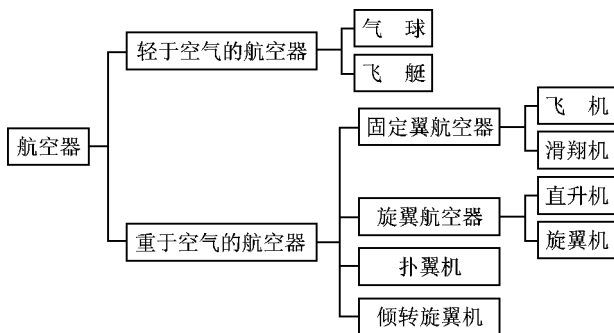 航空器
轻于空气的航空器
气 球
飞 艇
重于空气的航空器
固定翼航空器
飞 机
滑翔机
旋翼航空器
直升机
旋翼机
扑翼机
倾转旋翼机